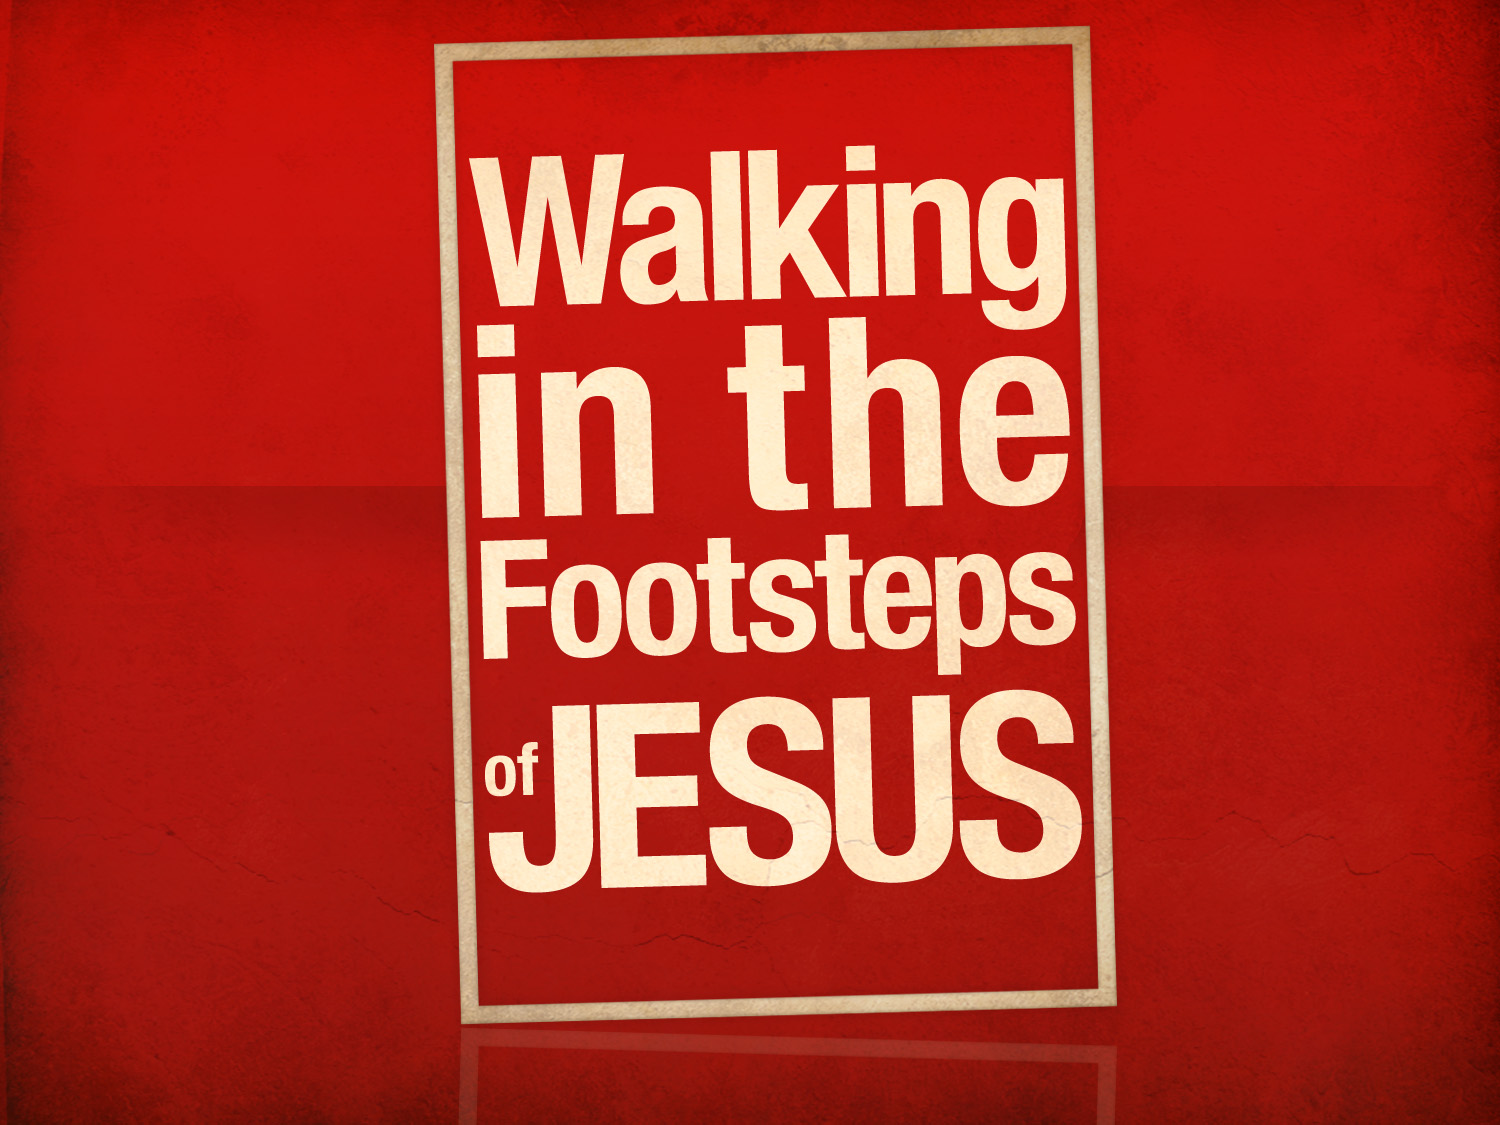 Walking
in the
Footsteps
of JESUS